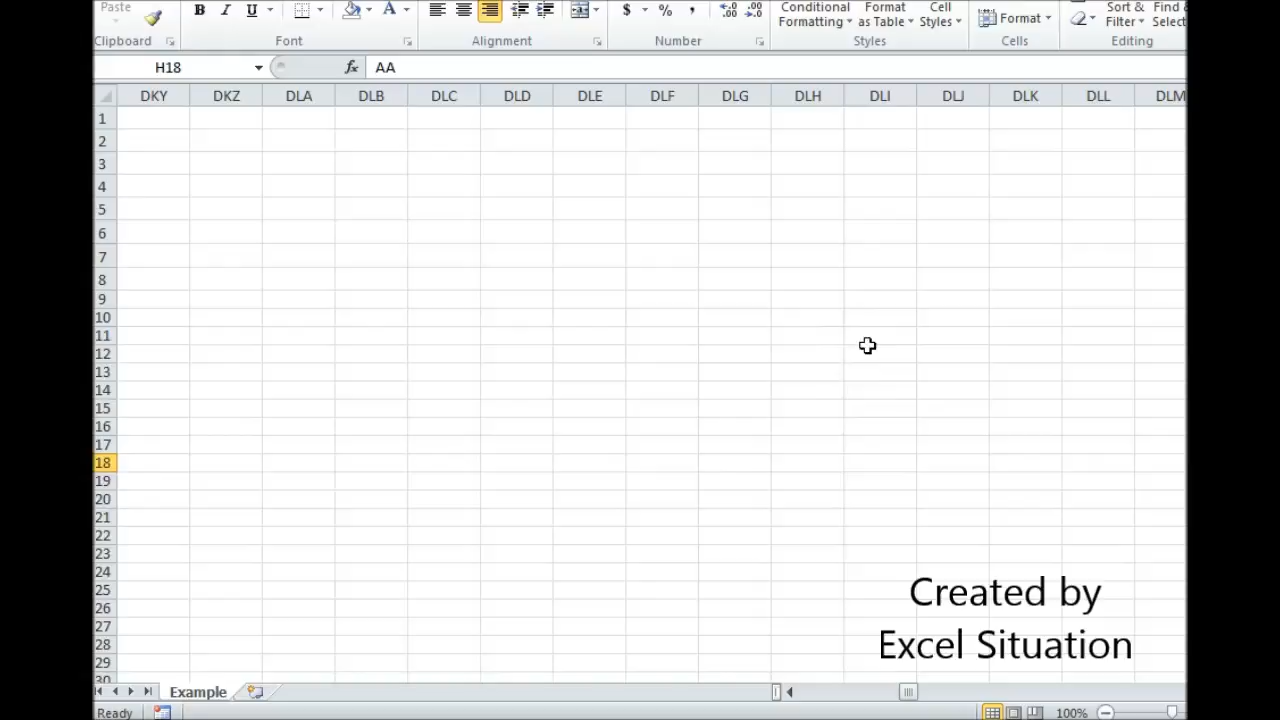 Paste
B I U A
$ % ,
Conditional Formatting
Format as Table
Cell Styles
Format
Sort & Filter
Find & Select
Clipboard Font Alignment Number Styles Cells Editing
H18 fx AA
DKY DKZ DLA DLB DLC DLD DLE DLF DLG DLH DLI DLJ DLK DLL DLM
1
2
3
4
5
6
7
8
9
10
11
12
13
14
15
16
17
18
19
20
21
22
23
24
25
26
27
28
29
30
Created by
Excel Situation
Example
Ready 100%